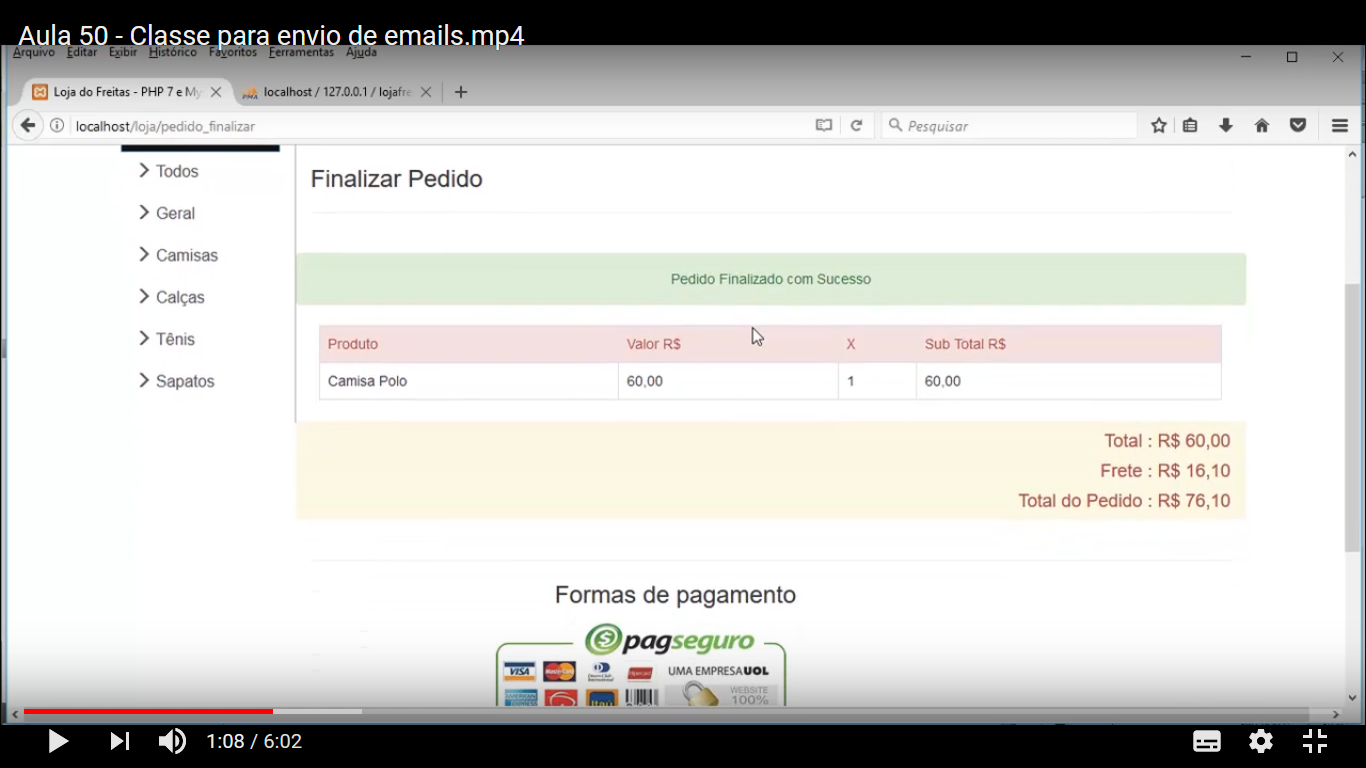 Aula 50 - Classe para envio de emails.mp4
Arquivo Editar Exibir Histórico Favoritos Ferramentas Ajuda
Loja do Freitas - PHP 7 e My
localhost / 127.0.0.1 / lojafre
localhost/loja/pedido_finalizar
Pesquisar
Todos
Geral
Camisas
Calças
Tênis
Sapatos
Finalizar Pedido
Pedido Finalizado com Sucesso
Produto Valor R$ X Sub Total R$
Camisa Polo 60,00 1 60,00
Total : R$ 60,00
Frete : R$ 16,10
Total do Pedido : R$ 76,10
Formas de pagamento
pagseguro
VISA MasterCard
UMA EMPRESA UOL
WEBSITE
100%
1:08 / 6:02